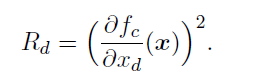 R_d = \left( \frac{\partial f_c}{\partial x_d}(\boldsymbol{x}) \right)^2.